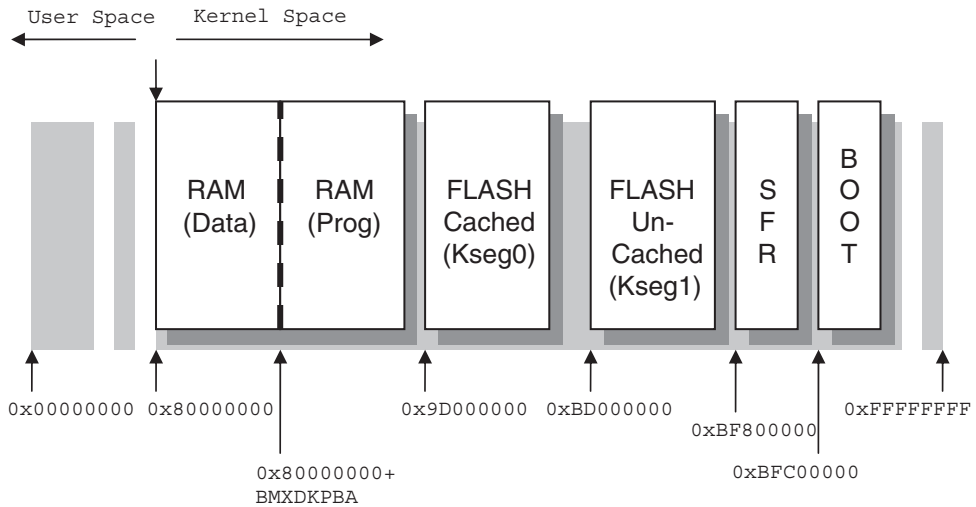 User Space
Kernel Space
RAM
(Data)
RAM
(Prog)
FLASH
Cached
(Kseg0)
FLASH
Un-
Cached
(Kseg1)
S
F
R
B
O
O
T
0x00000000
0x80000000
0x9D000000
0xBD000000
0xFFFFFFFF
0xBF800000
0xBFC00000
0x80000000+
BMXDKPBA